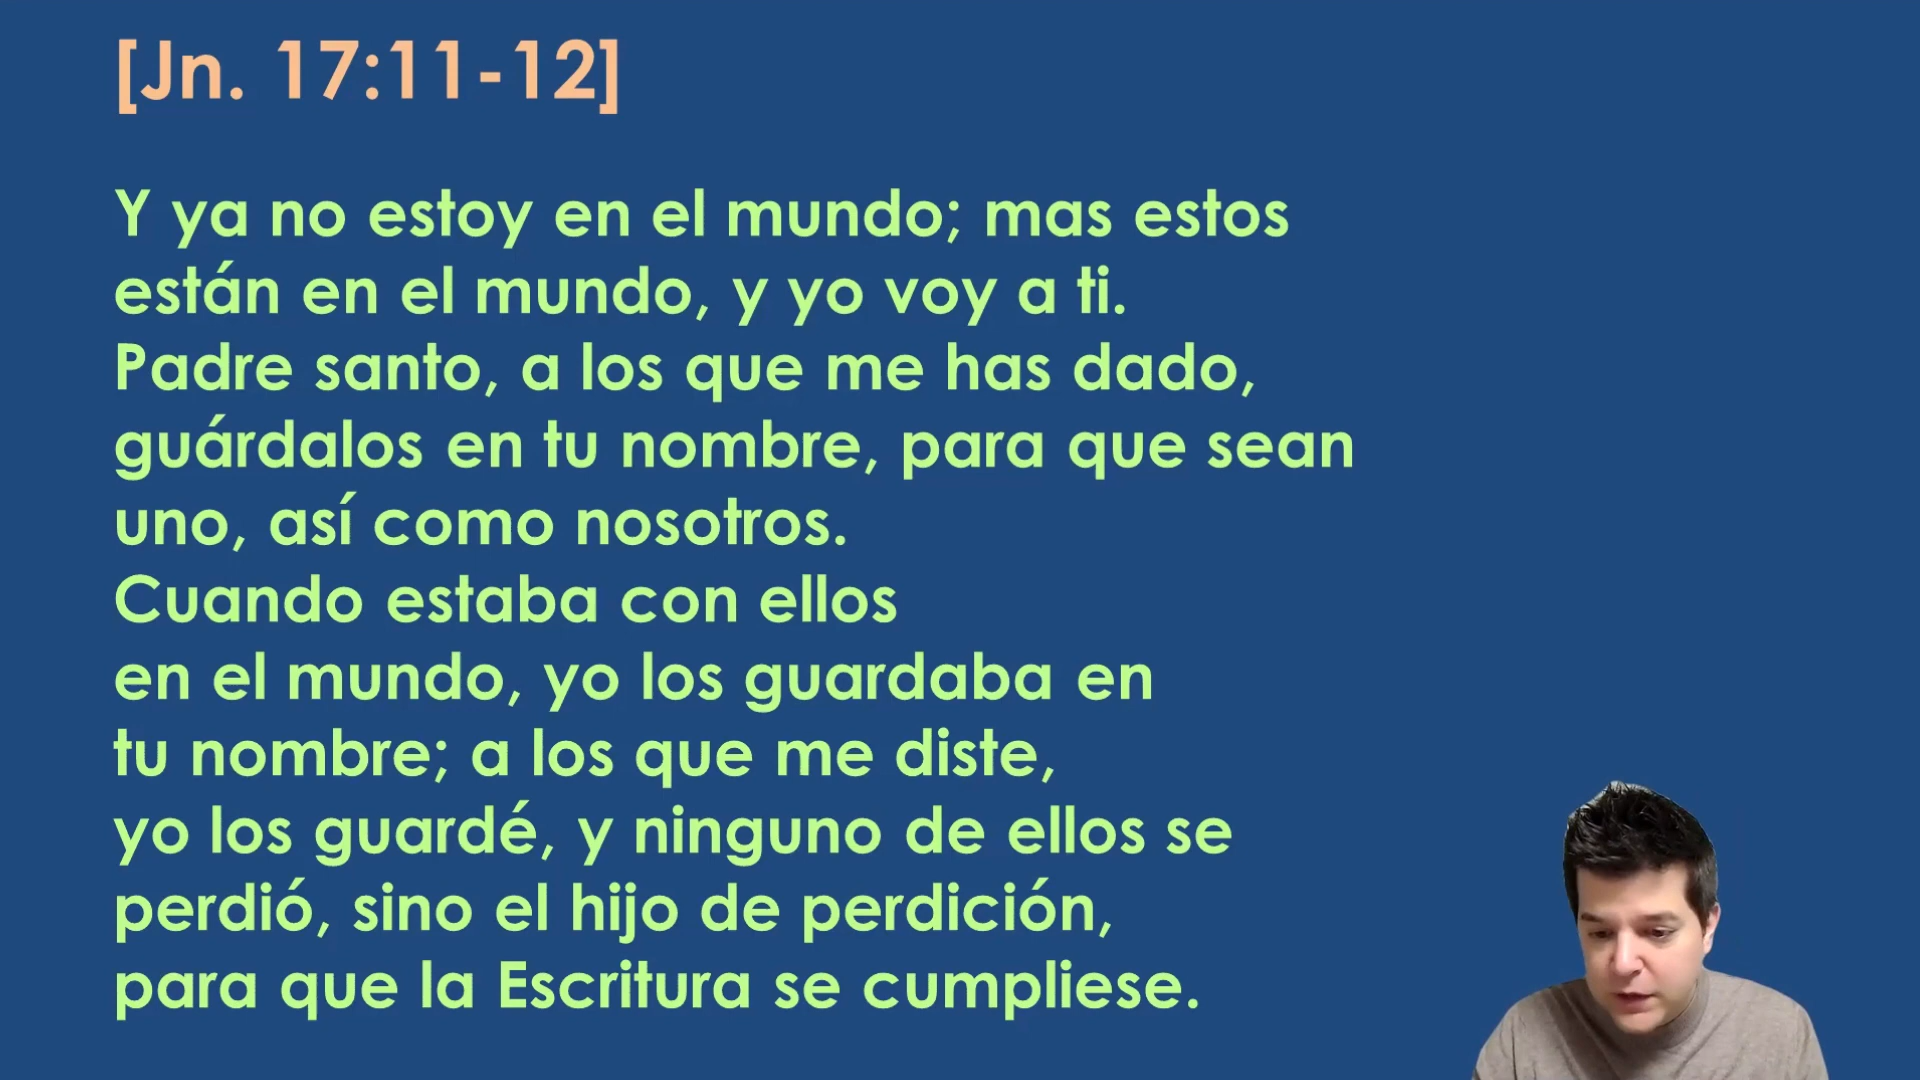 [Jn. 17:11-12]
Y ya no estoy en el mundo; mas estos
están en el mundo, y yo voy a ti.
Padre santo, a los que me has dado,
guárdalos en tu nombre, para que sean
uno, así como nosotros.
Cuando estaba con ellos
en el mundo, yo los guardaba en
tu nombre; a los que me diste,
yo los guardé, y ninguno de ellos se
perdió, sino el hijo de perdición,
para que la Escritura se cumpliese.